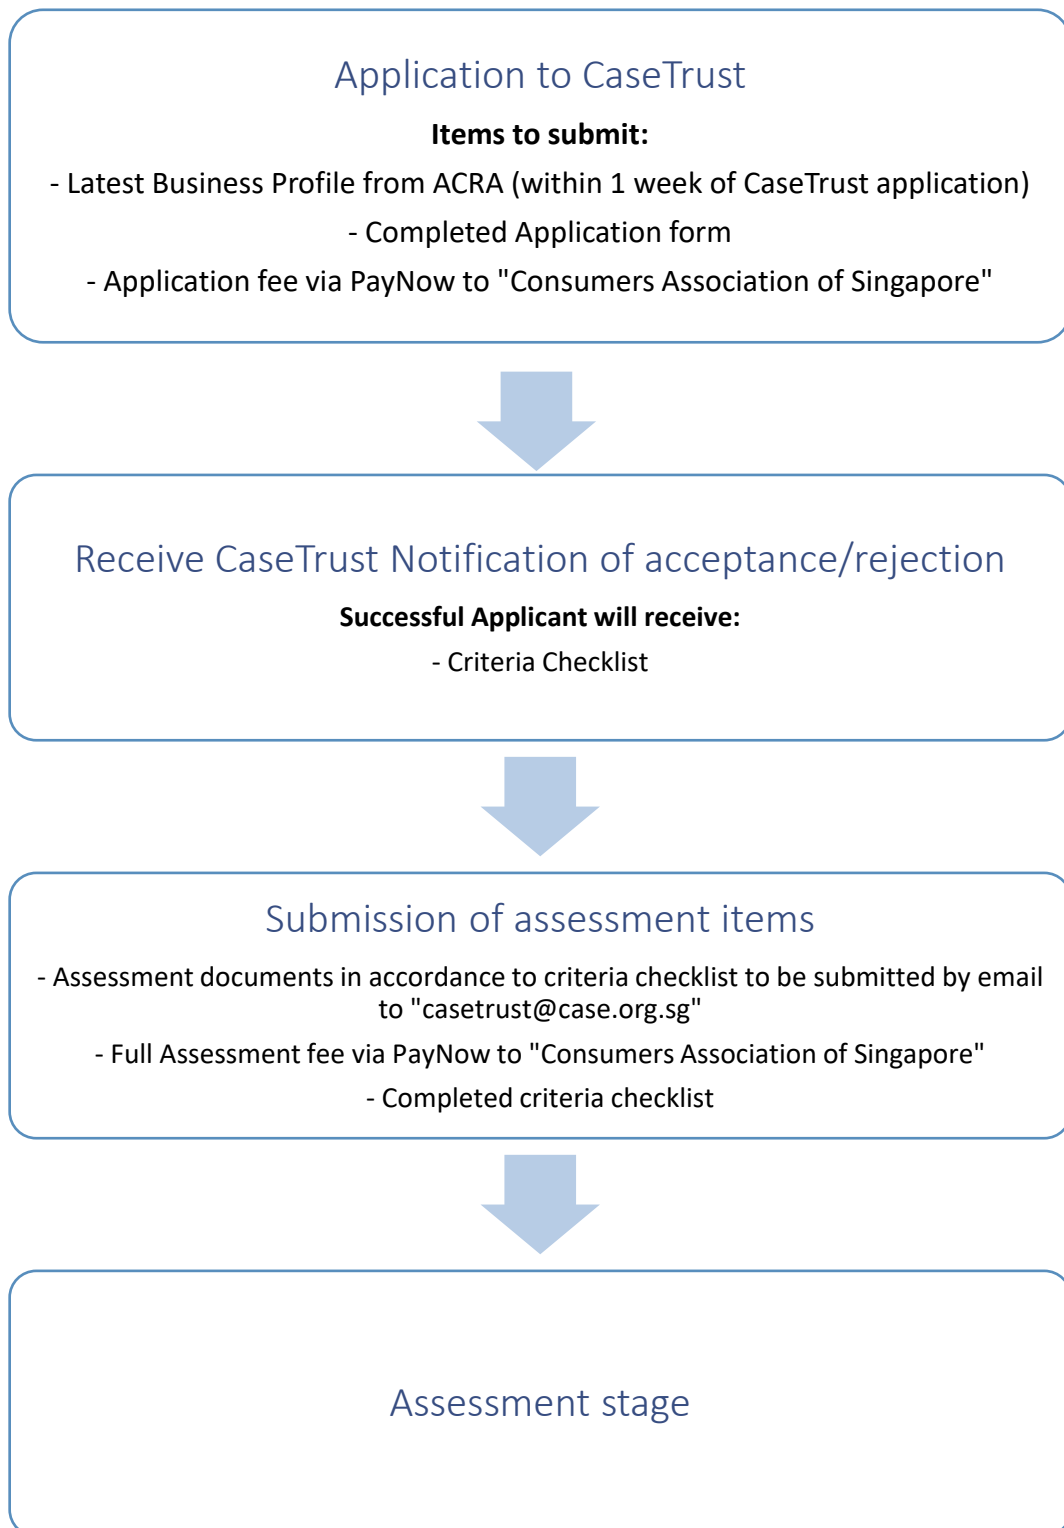 Application to CaseTrust
Items to submit:
- Latest Business Profile from ACRA (within 1 week of CaseTrust application)
- Completed Application form
- Application fee via PayNow to "Consumers Association of Singapore"
Receive CaseTrust Notification of acceptance/rejection
Successful Applicant will receive:
- Criteria Checklist
Submission of assessment items
- Assessment documents in accordance to criteria checklist to be submitted by email
to "casetrust@case.org.sg"
- Full Assessment fee via PayNow to "Consumers Association of Singapore"
- Completed criteria checklist
Assessment stage